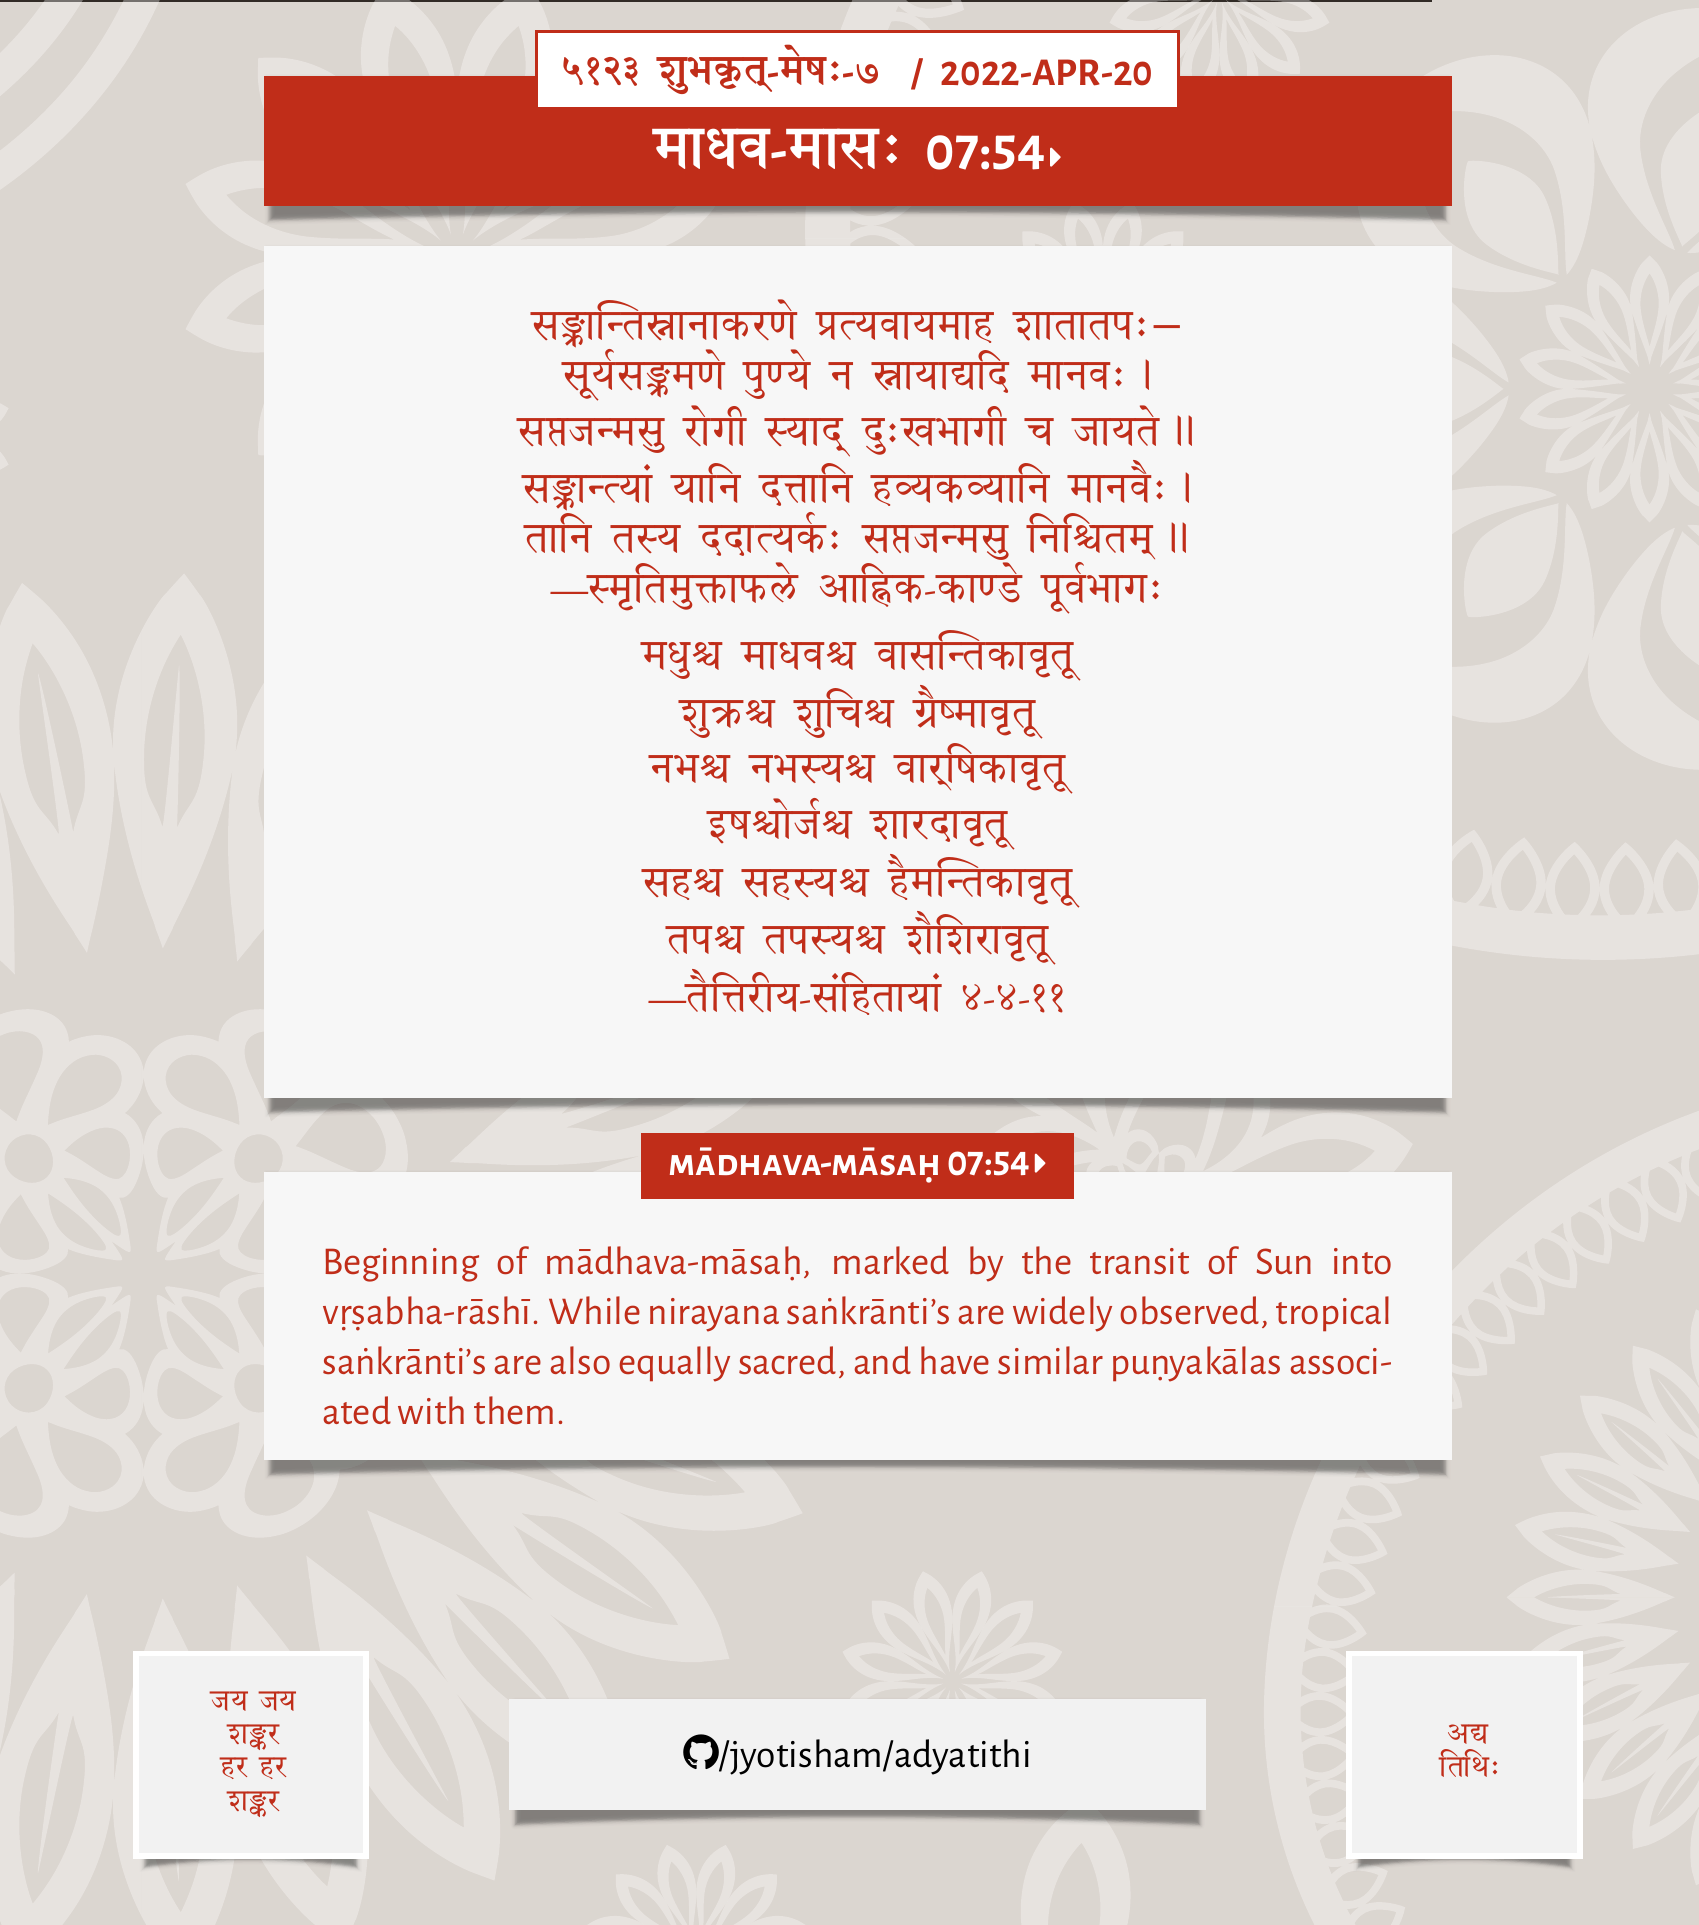 ५१२३ शुभकृत्-मेषः-७ / 2022-APR-20
माधव-मासः 07:54
सङ्क्रान्तिस्नानाकरणे प्रत्यवायमाह शातातपः–
सूर्यसङ्क्रमणे पुण्ये न स्नायाद्यदि मानवः ।
सप्तजन्मसु रोगी स्याद् दुःखभागी च जायते ॥
सङ्क्रान्त्यां यानि दत्तानि हव्यकव्यानि मानवैः ।
तानि तस्य ददात्यर्कः सप्तजन्मसु निश्चितम् ॥
—स्मृतिमुक्ताफले आह्निक-काण्डे पूर्वभागः
मधुश्च माधवश्च वासन्तिकावृतू
शुक्रश्च शुचिश्च ग्रैष्मावृतू
नभश्च नभस्यश्च वार्षिकावृतू
इषश्चोर्जश्च शारदावृतू
सहश्च सहस्यश्च हैमन्तिकावृतू
तपश्च तपस्यश्च शैशिरावृतू
—तैत्तिरीय-संहितायां ४-४-११
MĀDHAVA-MĀSAḤ 07:54
Beginning of mādhava-māsaḥ, marked by the transit of Sun into
vṛṣabha-rāshī. While nirayana saṅkrānti’s are widely observed, tropical
saṅkrānti’s are also equally sacred, and have similar puṇyakālas associ-
ated with them.
जय जय
शङ्कर
हर हर
शङ्कर
/jyotisham/adyatithi
अद्य
तिथिः